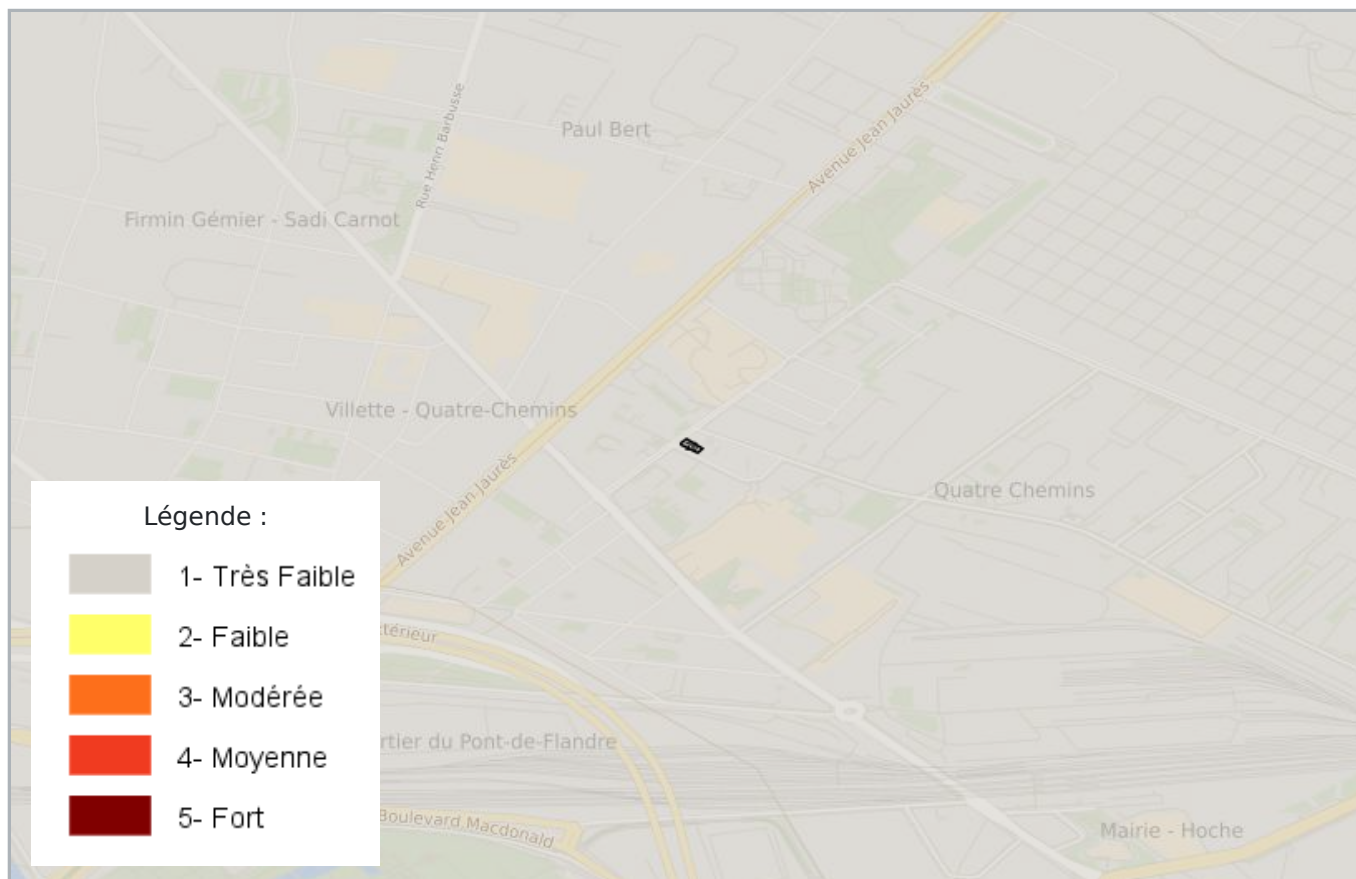 Paul Bert
Rue Henri Barbusse
Avenue Jean Jaurès
Firmin Gémier - Sadi Carnot
Villette - Quatre-Chemins
Avenue Jean Jaurès
Quatre Chemins
Légende :
1- Très Faible
2- Faible
3- Modérée
4- Moyenne
5- Fort
térieur
rtier du Pont-de-Flandre
Boulevard Macdonald
Mairie - Hoche